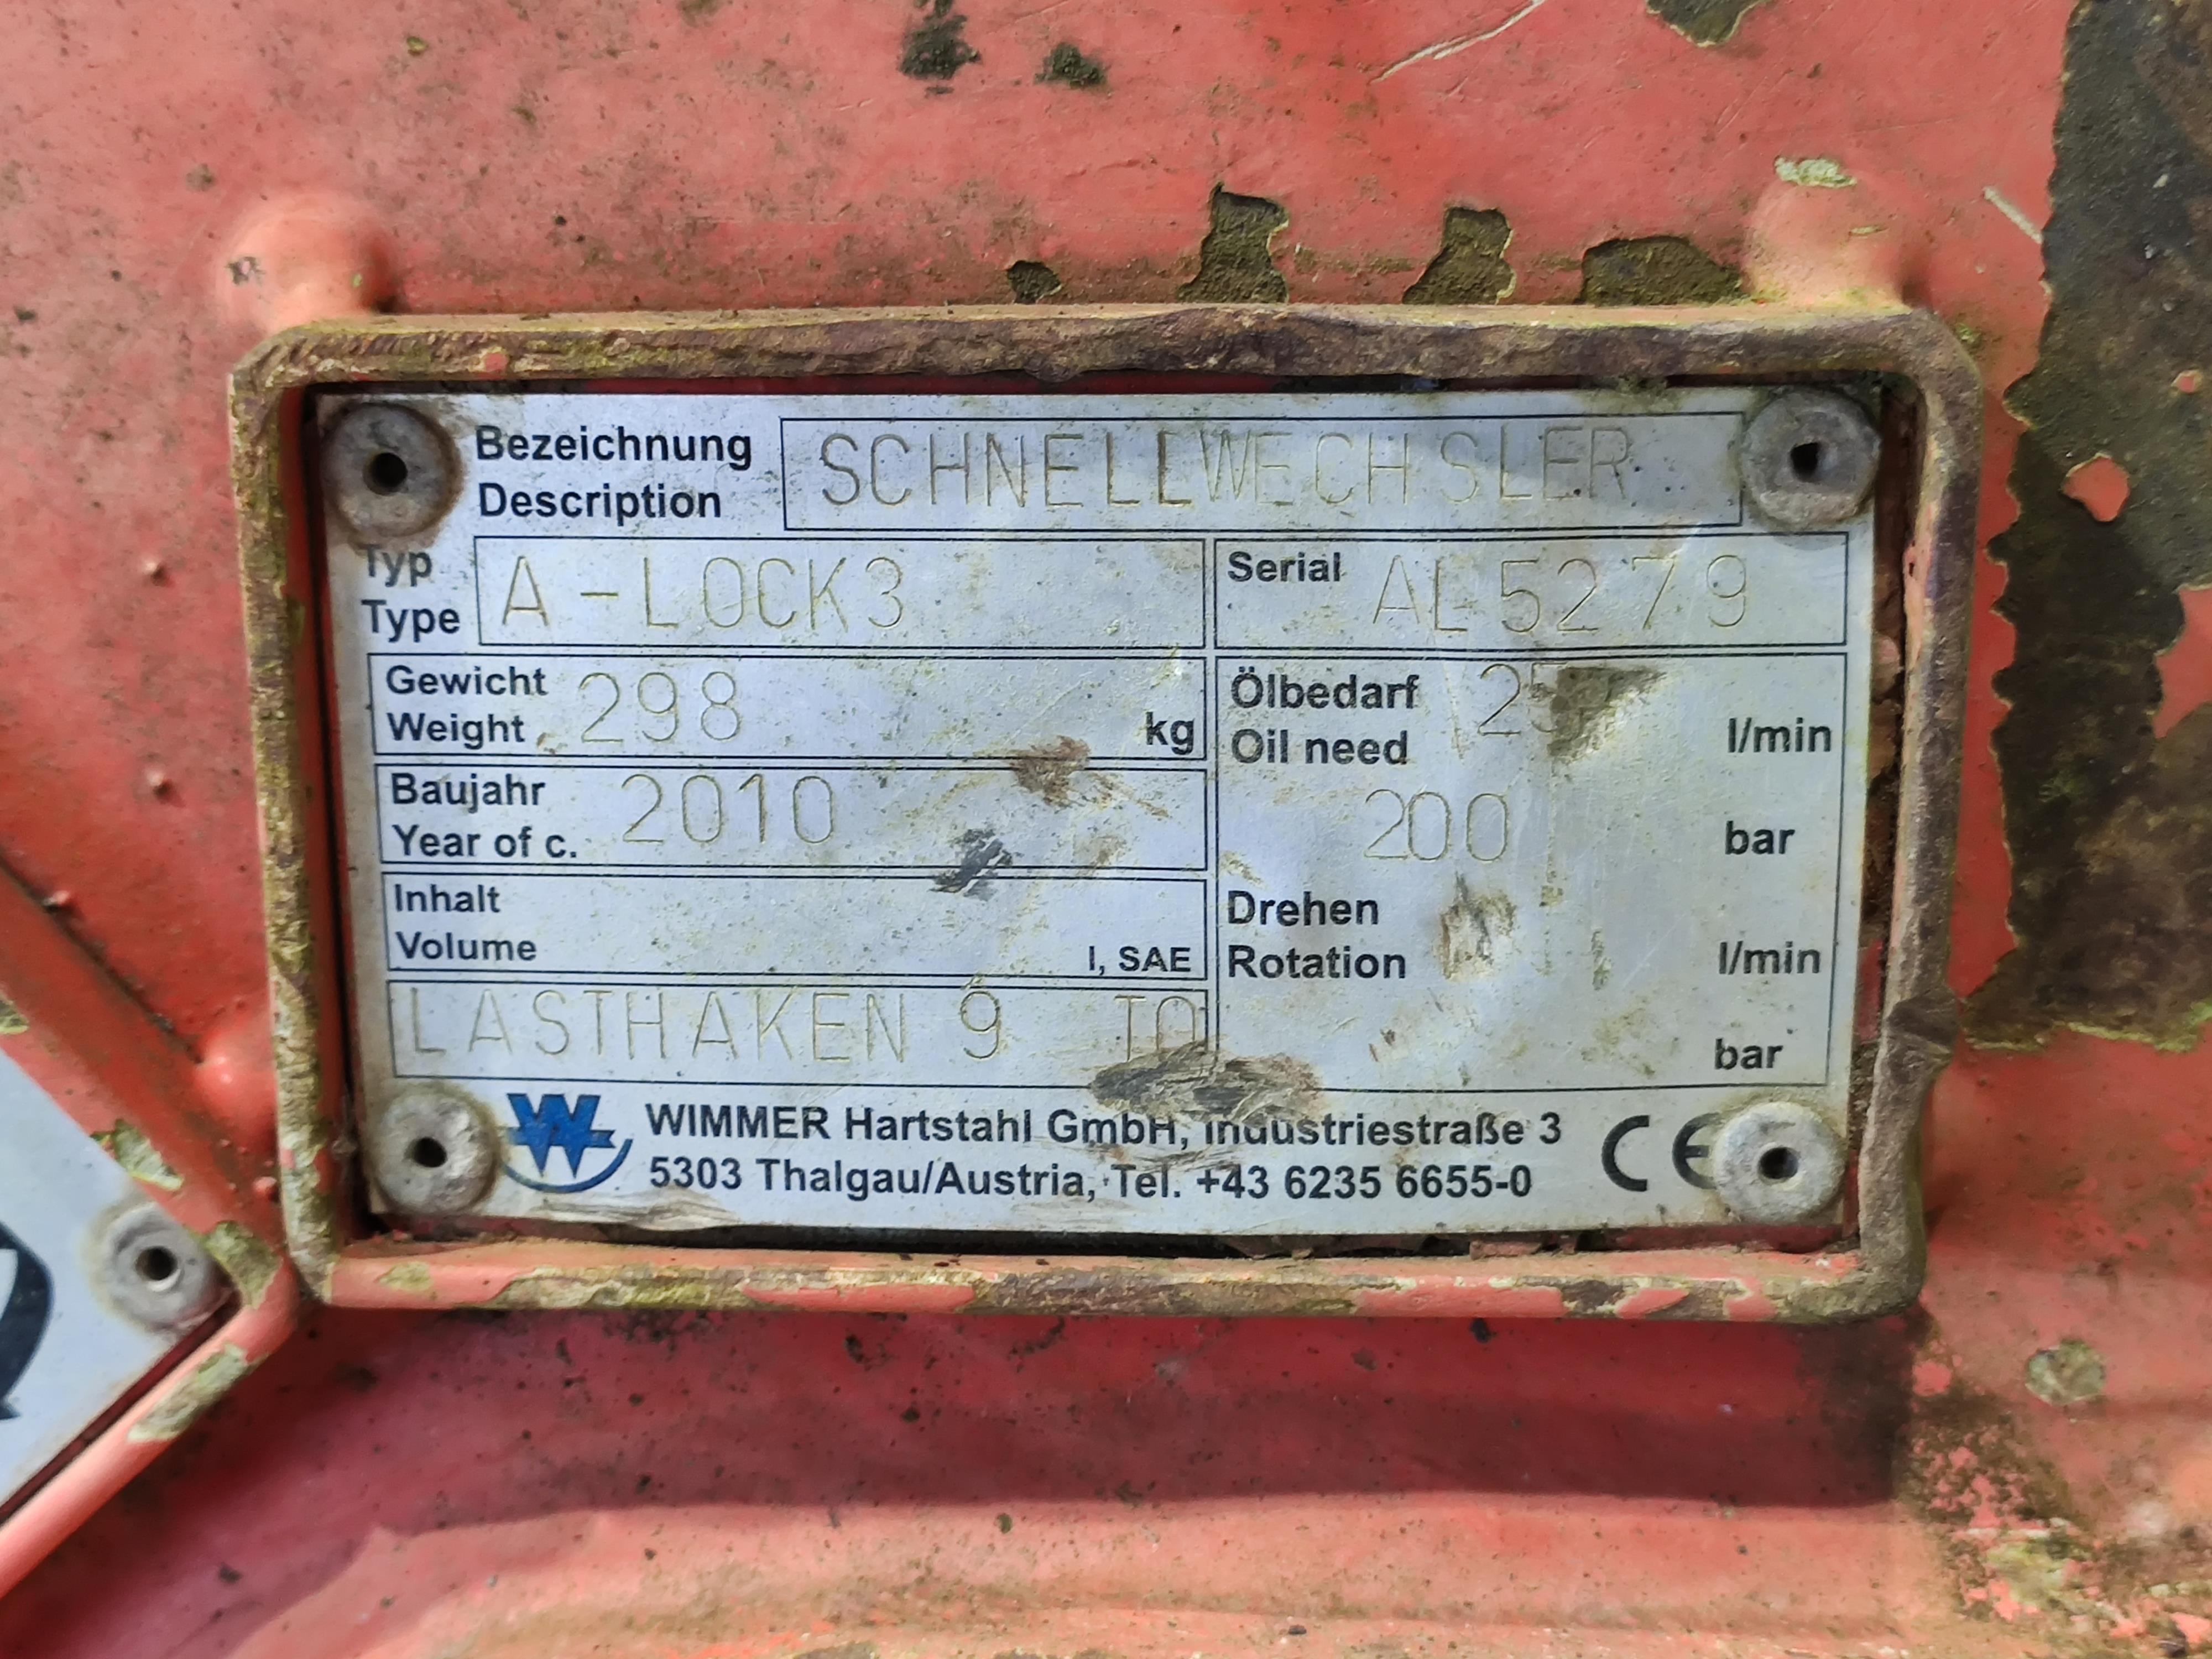 Bezeichnung SCHNELLWECHSLER
Description
Typ A-LOCK3 Serial AL5279
Type
Gewicht 298 kg
Weight
Ölbedarf l/min
Oil need
Baujahr 2010 200 bar
Year of c.
Inhalt
Volume l, SAE
Drehen
Rotation l/min
LASTHAKEN 9 TO bar
WIMMER Hartstahl GmbH, Industriestraße 3
5303 Thalgau/Austria, Tel. +43 6235 6655-0 CE